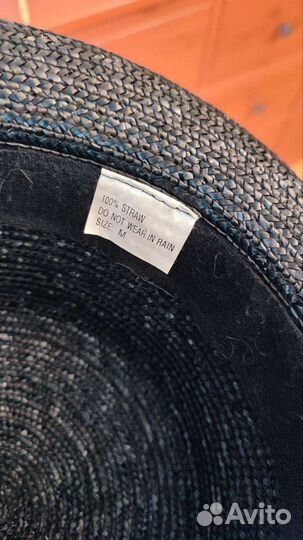 100% STRAW
DO NOT WEAR IN RAIN
SIZE: M
Avito